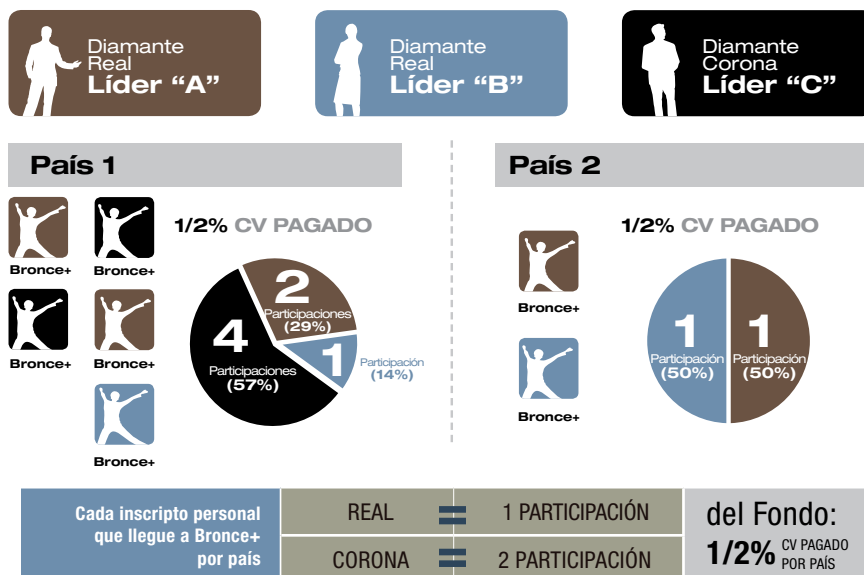 Diamante
Real
Líder “A”
Diamante
Real
Líder “B”
Diamante
Corona
Líder “C”
País 1
1/2% CV PAGADO
Bronce+
Bronce+
Bronce+
Bronce+
Bronce+
2
Participaciones
(29%)
4
Participaciones
(57%)
1
Participación
(14%)
País 2
1/2% CV PAGADO
Bronce+
Bronce+
1
Participación
(50%)
1
Participación
(50%)
Cada inscripto personal
que llegue a Bronce+
por país
REAL = 1 PARTICIPACIÓN
CORONA = 2 PARTICIPACIÓN
del Fondo:
1/2% CV PAGADO
POR PAÍS